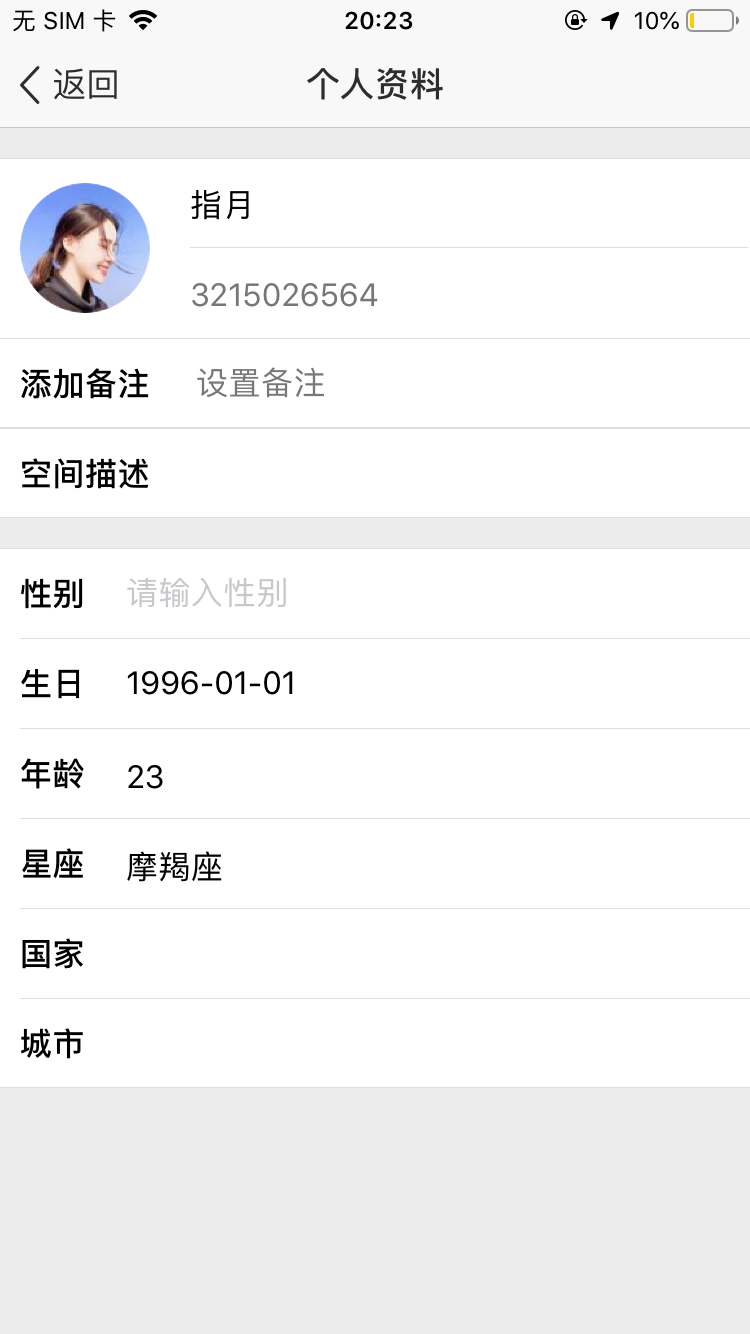 无 SIM 卡 20:23 10%
返回 个人资料
指月
3215026564
添加备注 设置备注
空间描述
性别 请输入性别
生日 1996-01-01
年龄 23
星座 摩羯座
国家
城市